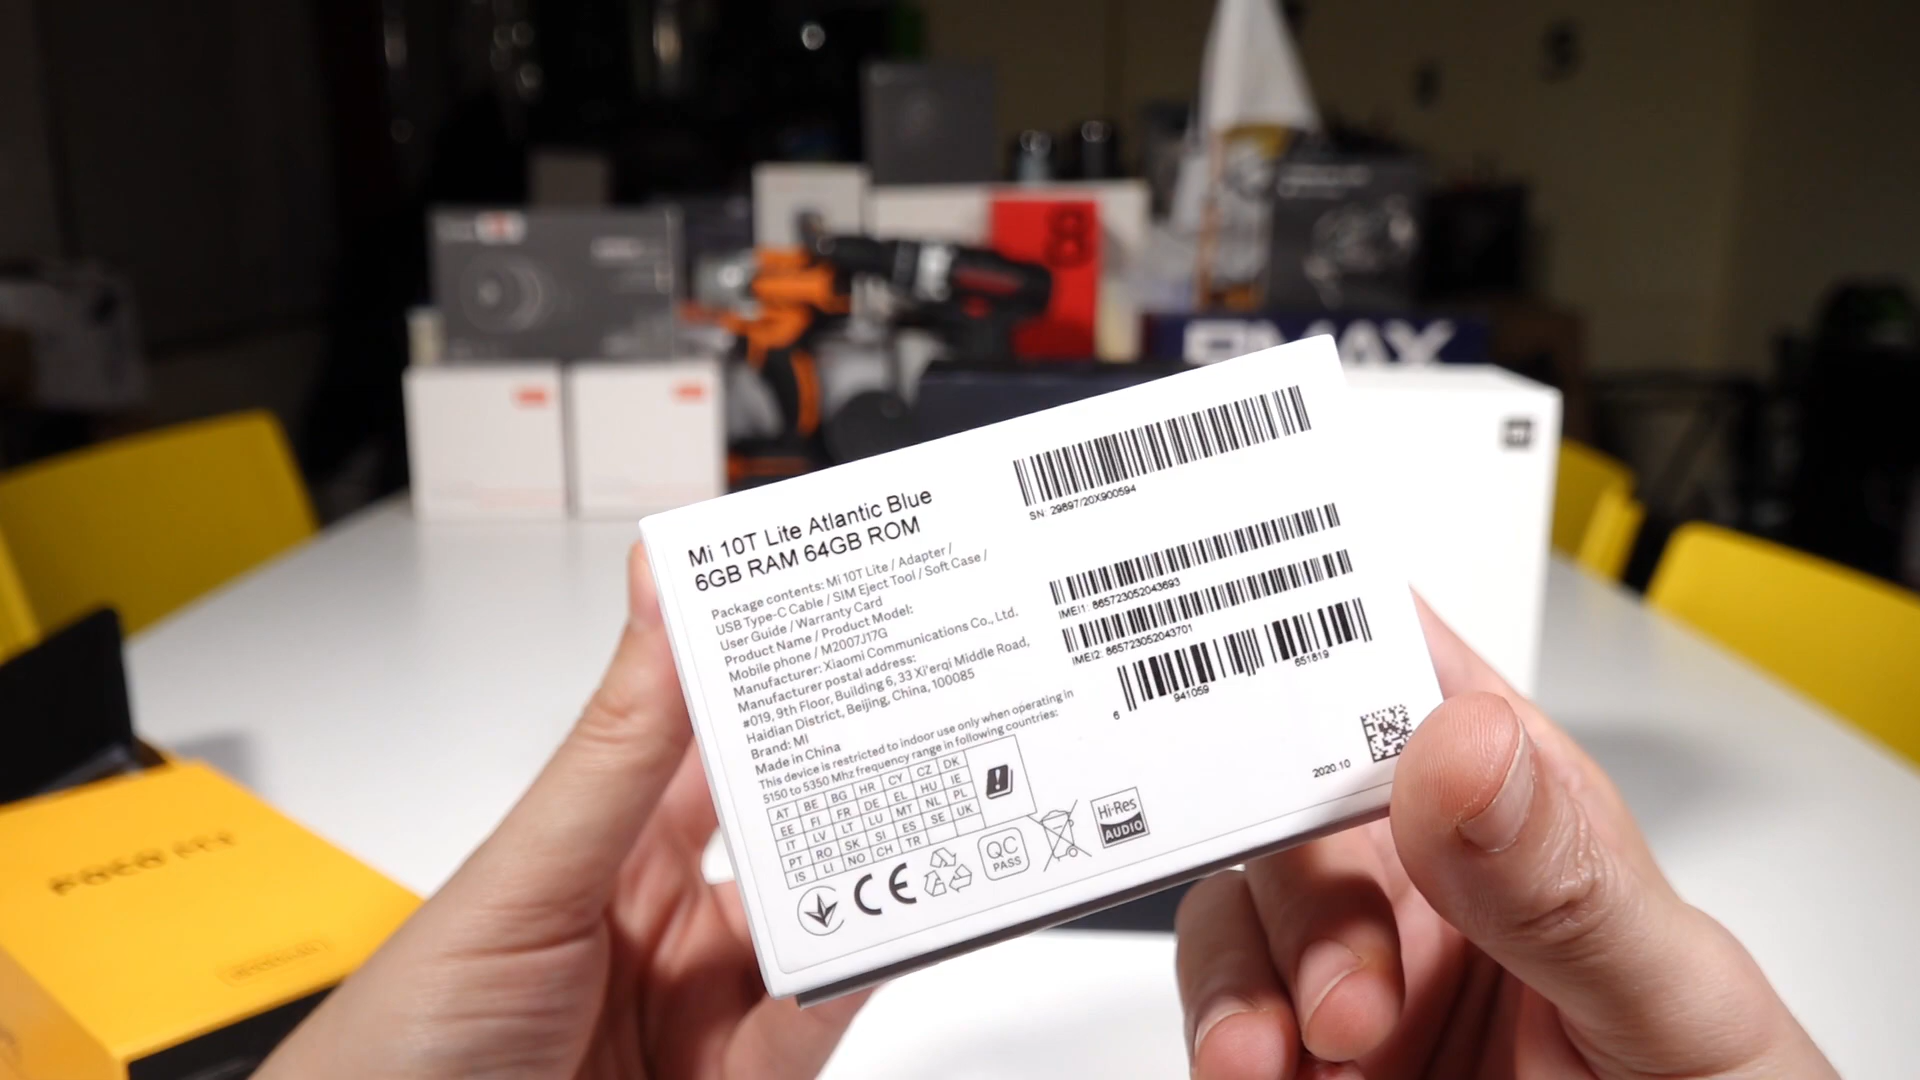 Mi 10T Lite Atlantic Blue
6GB RAM 64GB ROM
Package contents: Mi 10T Lite / Adapter /
USB Type-C Cable / SIM Eject Tool / Soft Case /
User Guide / Warranty Card
Product Name / Product Model:
Mobile phone / M2007J17G
Manufacturer: Xiaomi Communications Co., Ltd.
Manufacturer postal address:
#019, 9th Floor, Building 6, 33 Xi'erqi Middle Road,
Haidian District, Beijing, China, 100085
Brand: MI
Made in China
This device is restricted to indoor use only when operating in
5150 to 5350 Mhz frequency range in following countries:
AT BE BG HR CY CZ DK
EE FI FR DE EL HU IE
IT LV LT LU MT NL PL
PT RO SK SI ES SE UK
IS LI NO CH TR
CE
QC
PASS
Hi-Res
AUDIO
SN: 29897/20X900594
IMEI1: 865723052043693
IMEI2: 865723052043701
6 941059 651819
2020.10
8